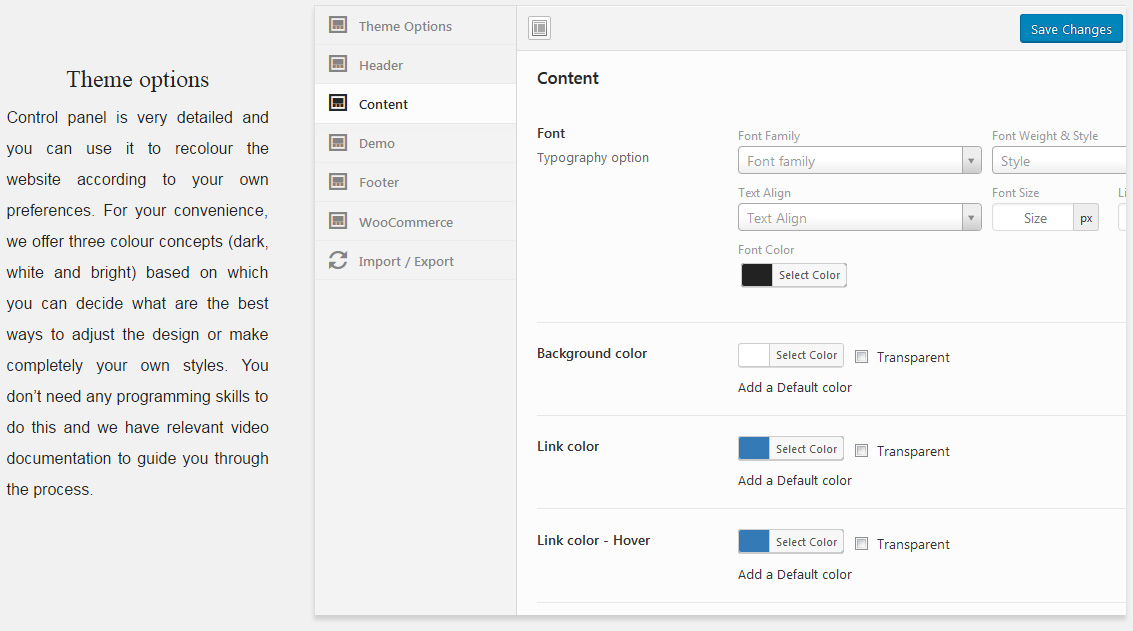 Theme options
Control panel is very detailed and
you can use it to recolour the
website according to your own
preferences. For your convenience,
we offer three colour concepts (dark,
white and bright) based on which
you can decide what are the best
ways to adjust the design or make
completely your own styles. You
don’t need any programming skills to
do this and we have relevant video
documentation to guide you through
the process.
Theme Options
Header
Content
Demo
Footer
WooCommerce
Import / Export
Save Changes
Content
Font
Typography option
Font Family
Font Weight & Style
Font family
Style
Text Align
Font Size
Li
Text Align
Size
px
Font Color
Select Color
Background color
Select Color
Transparent
Add a Default color
Link color
Select Color
Transparent
Add a Default color
Link color - Hover
Select Color
Transparent
Add a Default color